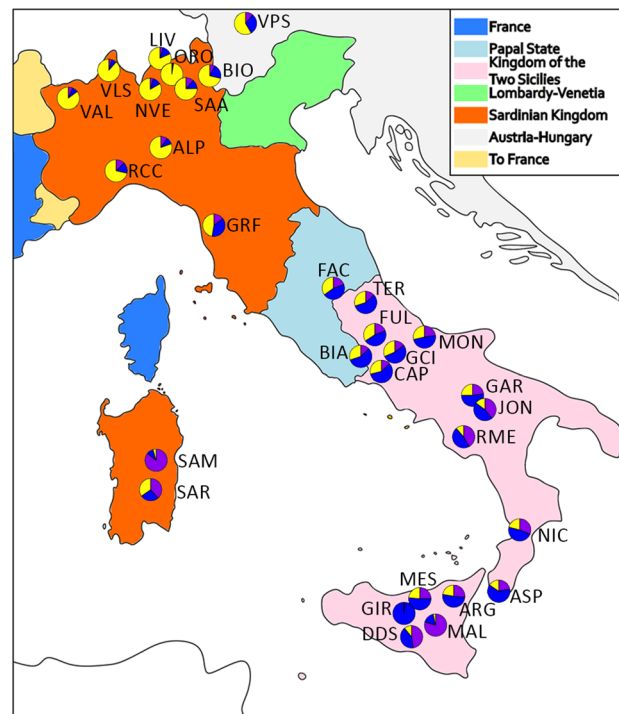 France
Papal State
Kingdom of the
Two Sicilies
Lombardy-Venetia
Sardinian Kingdom
Austria-Hungary
To France
VPS
LIV
ORO
BIO
VLS
NVE
SAA
VAL
ALP
RCC
GRF
FAC
TER
FUL
MON
BIA
GCI
CAP
GAR
JON
RME
SAM
SAR
NIC
MES
ASP
GIR
ARG
DDS
MAL